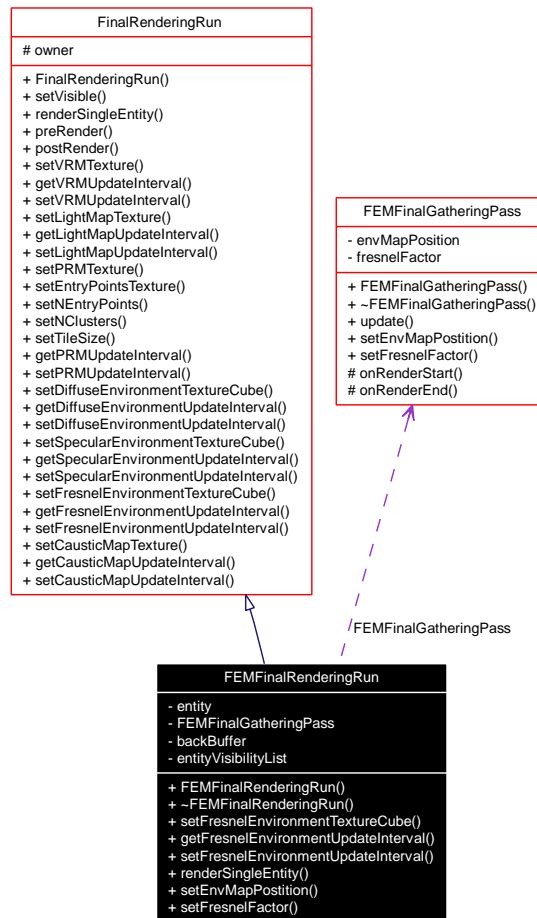 FinalRenderingRun
# owner
+ FinalRenderingRun()
+ setVisible()
+ renderSingleEntity()
+ preRender()
+ postRender()
+ setVRMTexture()
+ getVRMUpdateInterval()
+ setVRMUpdateInterval()
+ setLightMapTexture()
+ getLightMapUpdateInterval()
+ setLightMapUpdateInterval()
+ setPRMTexture()
+ setEntryPointsTexture()
+ setNEntryPoints()
+ setNClusters()
+ setTileSize()
+ getPRMUpdateInterval()
+ setPRMUpdateInterval()
+ setDiffuseEnvironmentTextureCube()
+ getDiffuseEnvironmentUpdateInterval()
+ setDiffuseEnvironmentUpdateInterval()
+ setSpecularEnvironmentTextureCube()
+ getSpecularEnvironmentUpdateInterval()
+ setSpecularEnvironmentUpdateInterval()
+ setFresnelEnvironmentTextureCube()
+ getFresnelEnvironmentUpdateInterval()
+ setFresnelEnvironmentUpdateInterval()
+ setCausticMapTexture()
+ getCausticMapUpdateInterval()
+ setCausticMapUpdateInterval()
FEMFinalGatheringPass
- envMapPosition
- fresnelFactor
+ FEMFinalGatheringPass()
+ ~FEMFinalGatheringPass()
+ update()
+ setEnvMapPostition()
+ setFresnelFactor()
# onRenderStart()
# onRenderEnd()
FEMFinalGatheringPass
FEMFinalRenderingRun
- entity
- FEMFinalGatheringPass
- backBuffer
- entityVisibilityList
+ FEMFinalRenderingRun()
+ ~FEMFinalRenderingRun()
+ setFresnelEnvironmentTextureCube()
+ getFresnelEnvironmentUpdateInterval()
+ setFresnelEnvironmentUpdateInterval()
+ renderSingleEntity()
+ setEnvMapPostition()
+ setFresnelFactor()